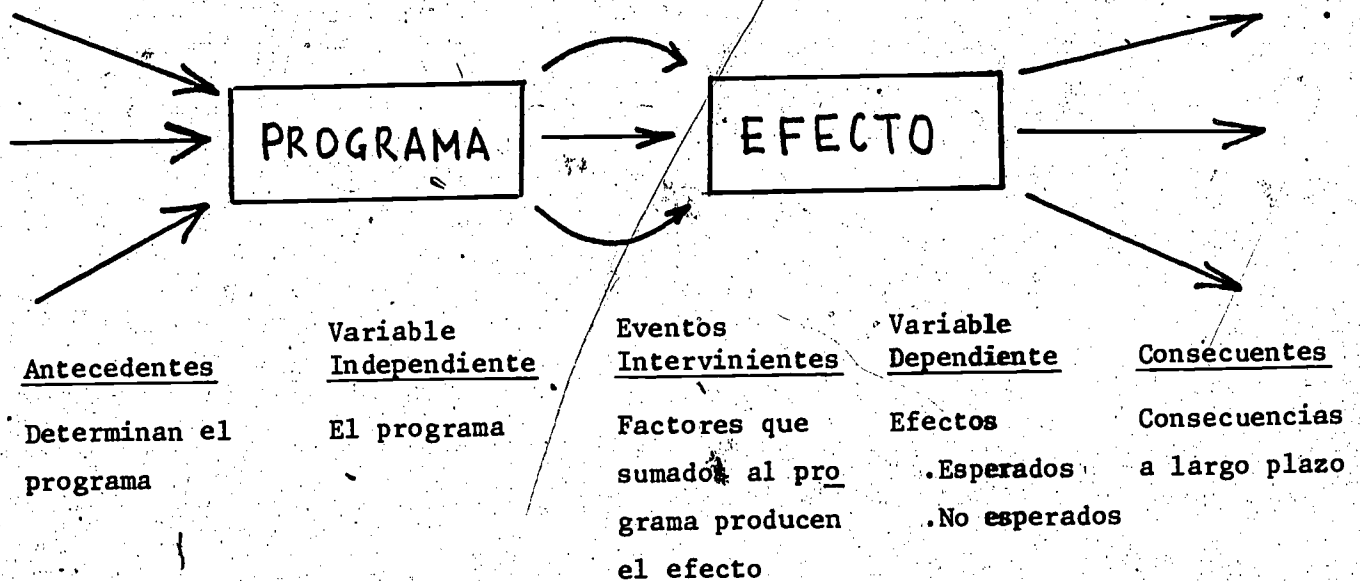 PROGRAMA
EFECTO
Antecedentes
Determinan el
programa
Variable
Independiente
El programa
Eventos
Intervinientes
Factores que
sumados al pro
grama producen
el efecto
Variable
Dependiente
Efectos
.Esperados
.No esperados
Consecuentes
Consecuencias
a largo plazo